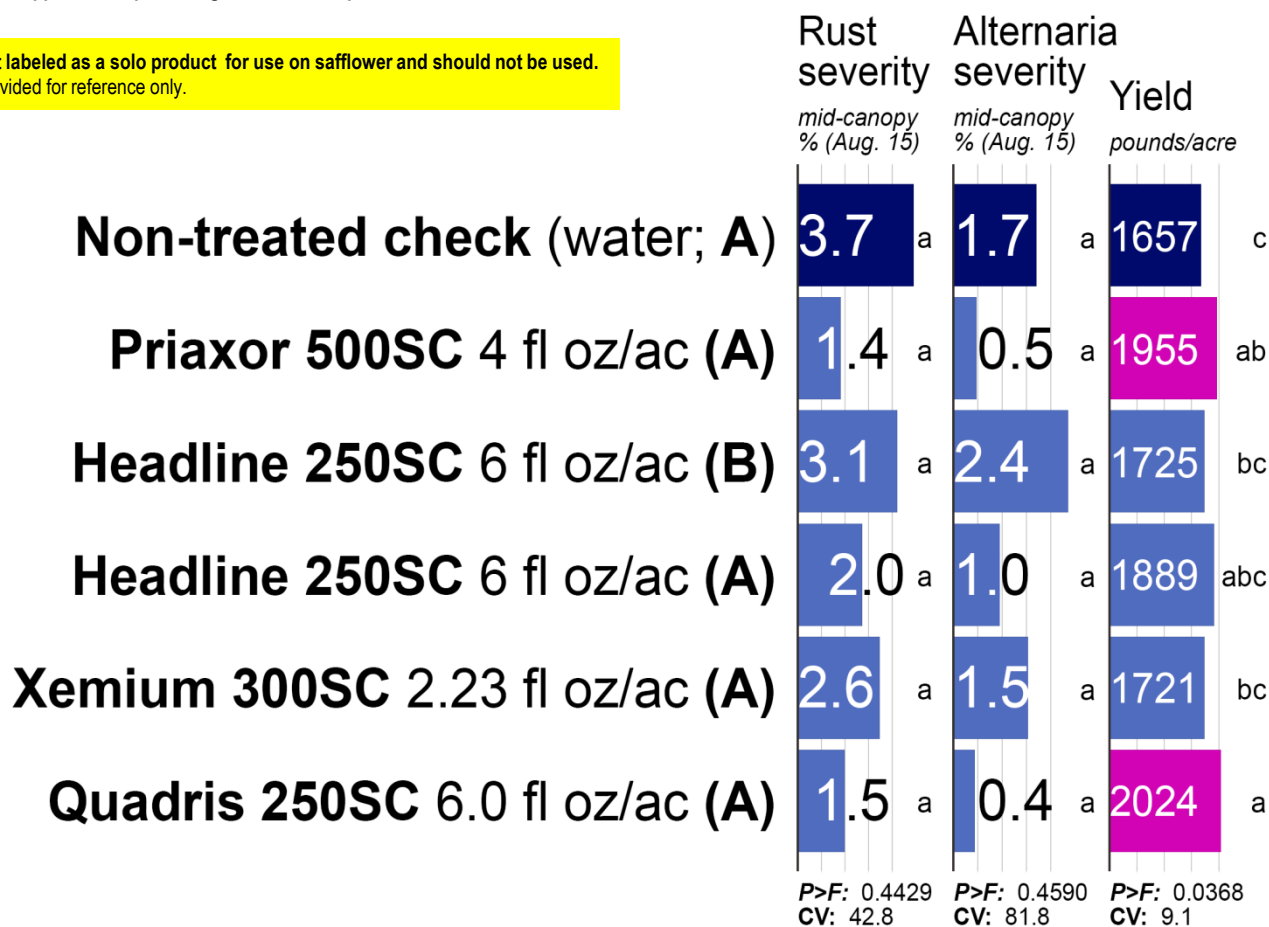 labeled as a solo product for use on safflower and should not be used.
for reference only.
Rust severity
mid-canopy
% (Aug. 15)
Alternaria severity
mid-canopy
% (Aug. 15)
Yield
pounds/acre
Non-treated check (water; A) 3.7 a 1.7 a 1657 c
Priaxor 500SC 4 fl oz/ac (A) 1.4 a 0.5 a 1955 ab
Headline 250SC 6 fl oz/ac (B) 3.1 a 2.4 a 1725 bc
Headline 250SC 6 fl oz/ac (A) 2.0 a 1.0 a 1889 abc
Xemium 300SC 2.23 fl oz/ac (A) 2.6 a 1.5 a 1721 bc
Quadris 250SC 6.0 fl oz/ac (A) 1.5 a 0.4 a 2024 a
P>F: 0.4429 P>F: 0.4590 P>F: 0.0368
CV: 42.8 CV: 81.8 CV: 9.1